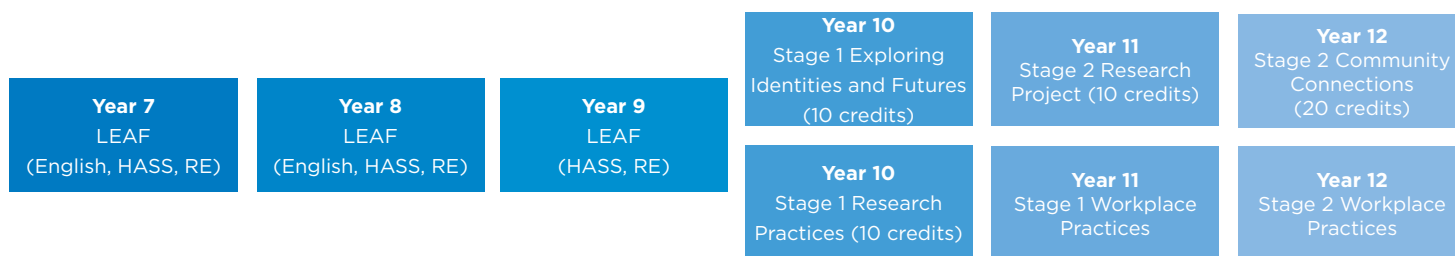 Year 7
LEAF
(English, HASS, RE)
Year 8
LEAF
(English, HASS, RE)
Year 9
LEAF
(HASS, RE)
Year 10
Stage 1 Exploring
Identities and Futures
(10 credits)
Year 11
Stage 2 Research
Project (10 credits)
Year 12
Stage 2 Community
Connections
(20 credits)
Year 10
Stage 1 Research
Practices (10 credits)
Year 11
Stage 1 Workplace
Practices
Year 12
Stage 2 Workplace
Practices